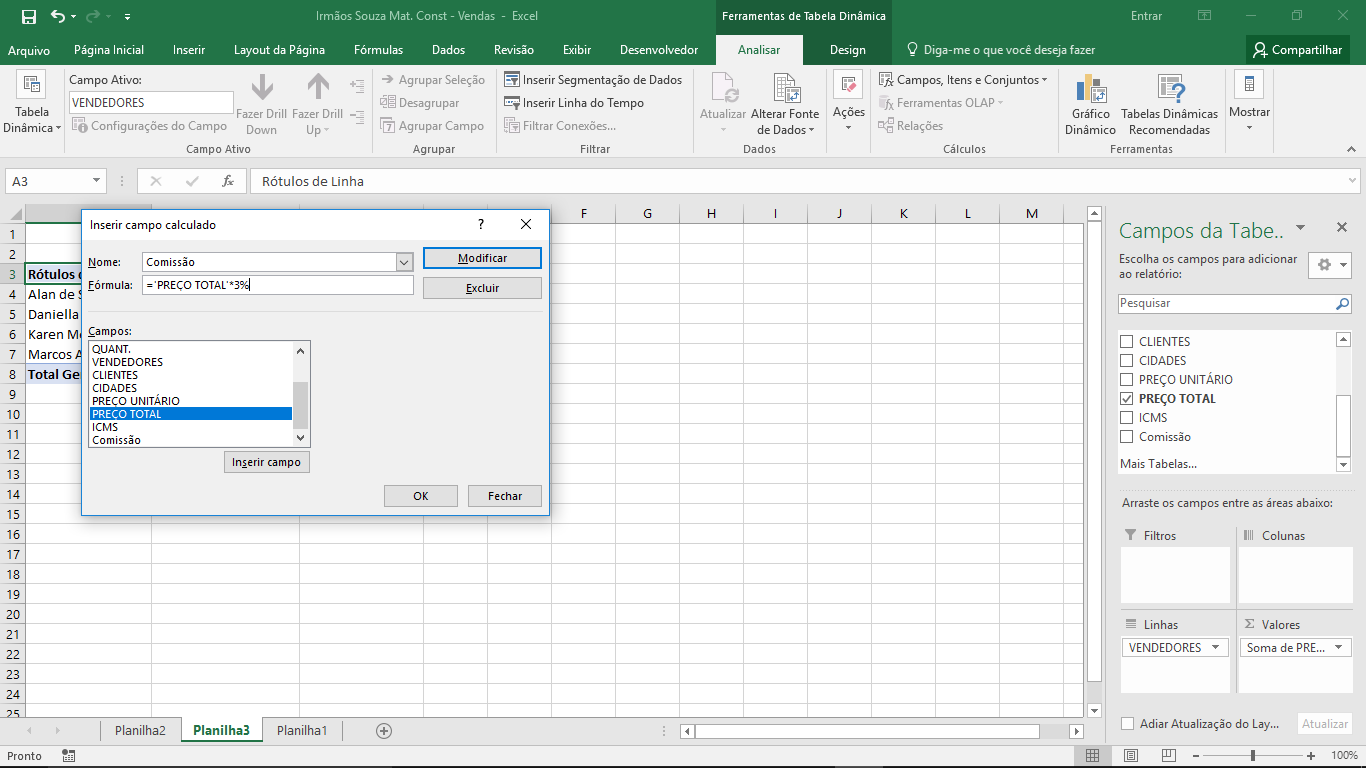 Irmãos Souza Mat. Const - Vendas - Excel
Ferramentas de Tabela Dinâmica
Entrar
Arquivo
Página Inicial
Inserir
Layout da Página
Fórmulas
Dados
Revisão
Exibir
Desenvolvedor
Analisar
Design
Diga-me o que você deseja fazer
Compartilhar
Tabela
Dinâmica
Campo Ativo:
VENDEDORES
Configurações do Campo
Fazer Drill
Down
Fazer Drill
Up
Campo Ativo
Agrupar Seleção
Desagrupar
Agrupar Campo
Agrupar
Inserir Segmentação de Dados
Inserir Linha do Tempo
Filtrar Conexões...
Filtrar
Atualizar
Alterar Fonte
de Dados
Dados
Ações
Campos, Itens e Conjuntos
Ferramentas OLAP
Relações
Cálculos
Gráfico
Dinâmico
Tabelas Dinâmicas
Recomendadas
Ferramentas
Mostrar
A3
fx
Rótulos de Linha
F G H I J K L M
1
2
3 Rótulos d
4 Alan de S
5 Daniella
6 Karen Me
7 Marcos A
8 Total Ger
9
10
11
12
13
14
15
16
17
18
19
20
21
22
23
24
25
Inserir campo calculado
?
Nome:
Comissão
Modificar
Fórmula:
='PREÇO TOTAL'*3%
Excluir
Campos:
QUANT.
VENDEDORES
CLIENTES
CIDADES
PREÇO UNITÁRIO
PREÇO TOTAL
ICMS
Comissão
Inserir campo
OK
Fechar
Campos da Tabe..
Escolha os campos para adicionar
ao relatório:
Pesquisar
CLIENTES
CIDADES
PREÇO UNITÁRIO
PREÇO TOTAL
ICMS
Comissão
Mais Tabelas...
Arraste os campos entre as áreas abaixo:
Filtros
Colunas
Linhas
Σ Valores
VENDEDORES
Soma de PRE...
Adiar Atualização do Lay...
Atualizar
Planilha2
Planilha3
Planilha1
Pronto
100%